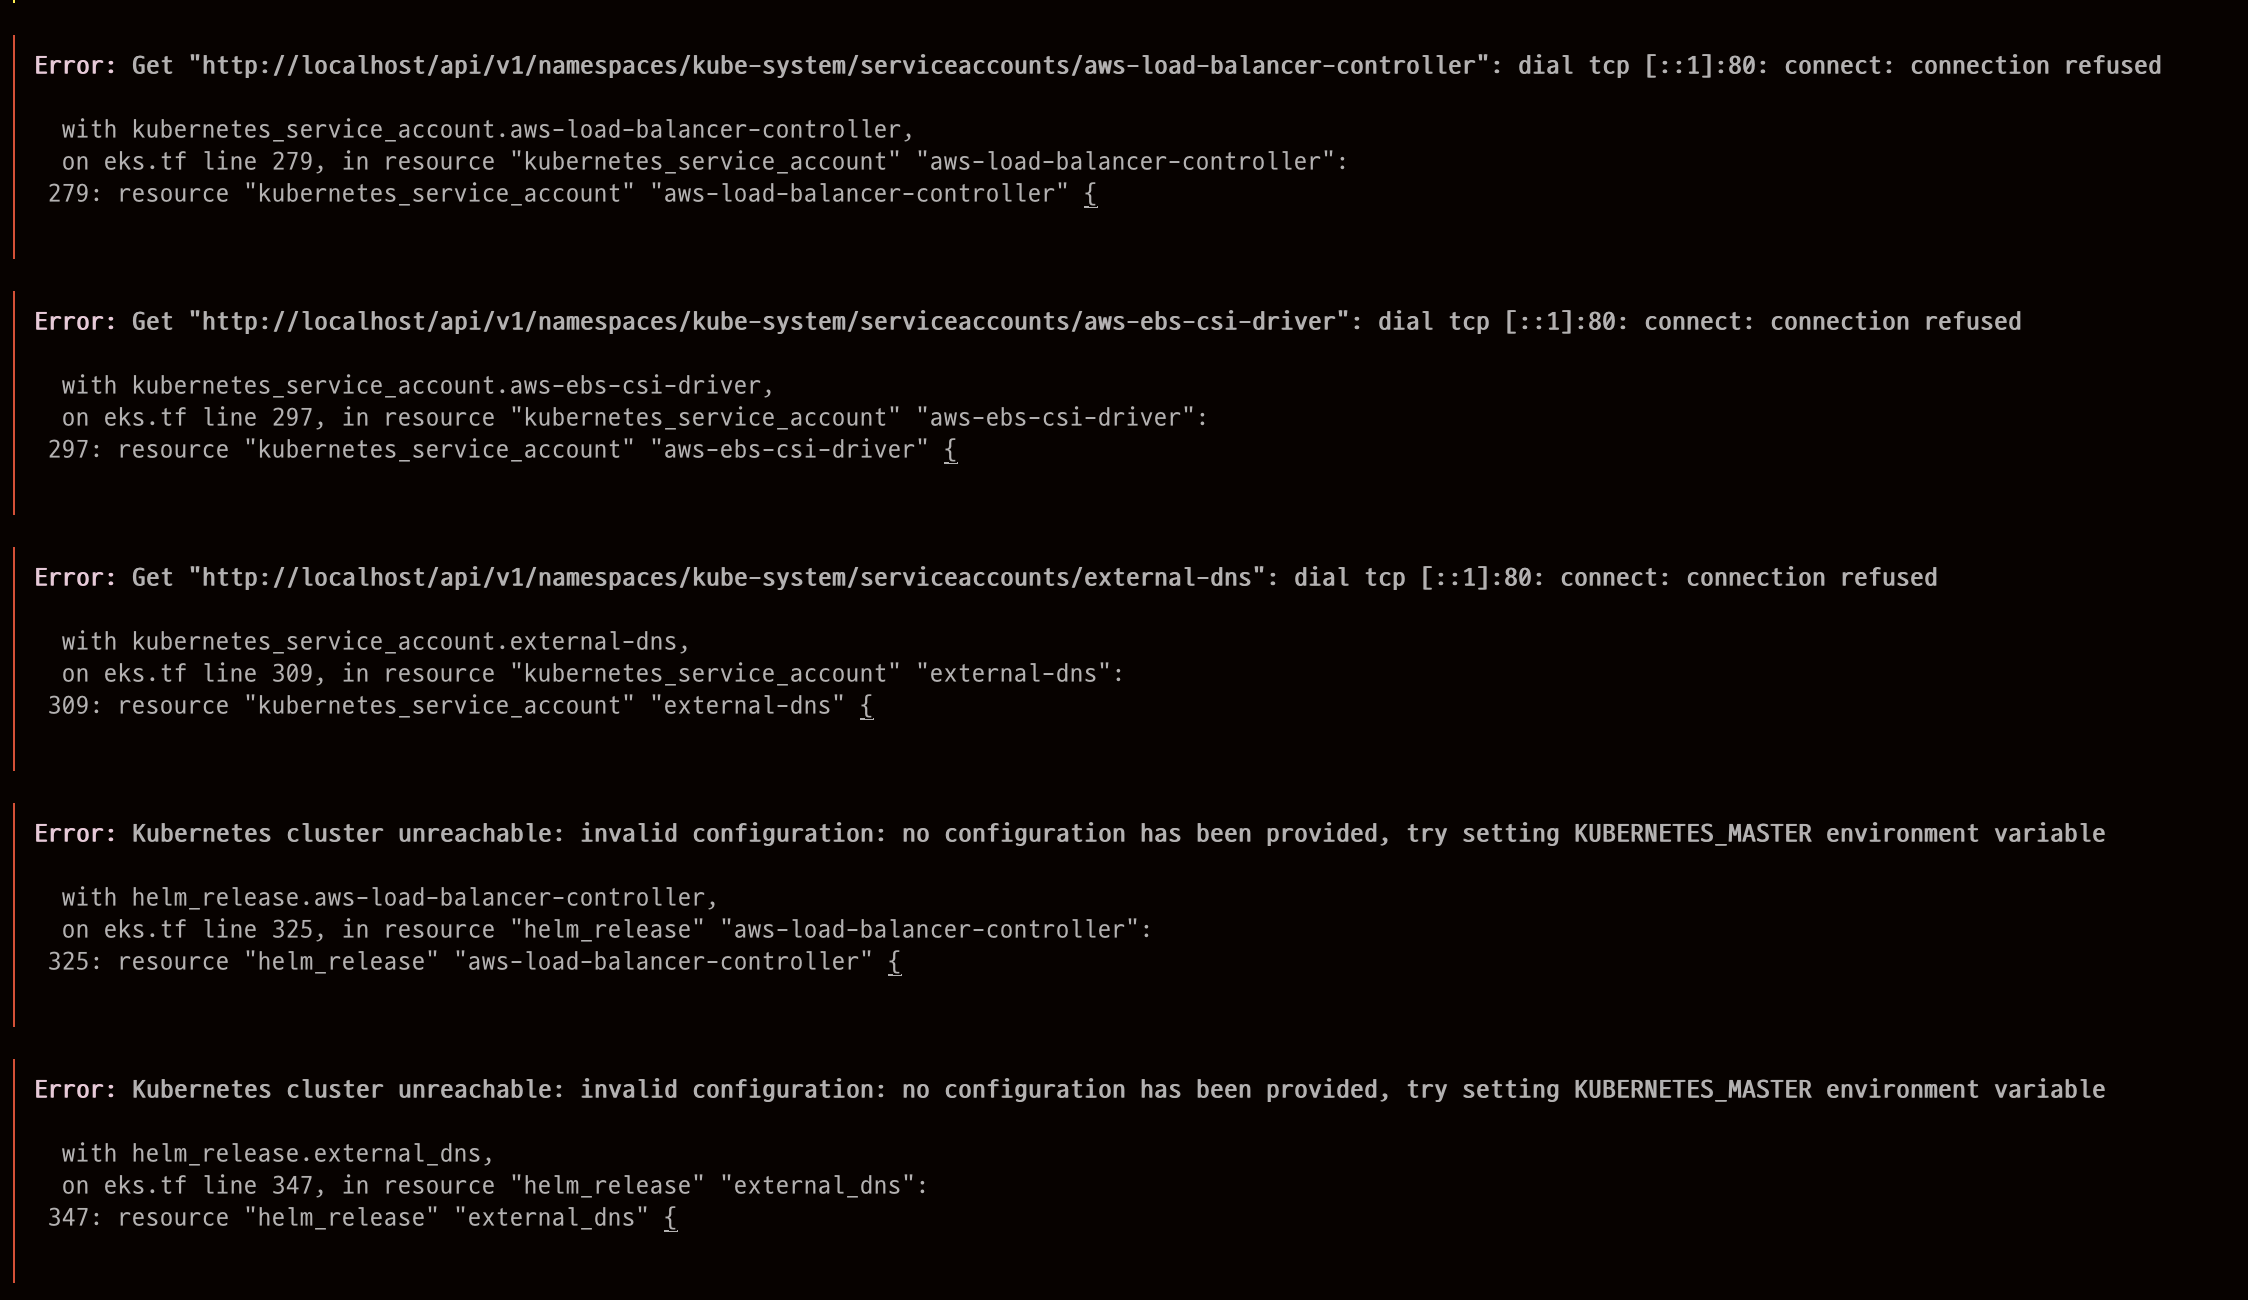 Error: Get "http://localhost/api/v1/namespaces/kube-system/serviceaccounts/aws-load-balancer-controller": dial tcp [::1]:80: connect: connection refused
with kubernetes_service_account.aws-load-balancer-controller,
on eks.tf line 279, in resource "kubernetes_service_account" "aws-load-balancer-controller":
279: resource "kubernetes_service_account" "aws-load-balancer-controller" {
Error: Get "http://localhost/api/v1/namespaces/kube-system/serviceaccounts/aws-ebs-csi-driver": dial tcp [::1]:80: connect: connection refused
with kubernetes_service_account.aws-ebs-csi-driver,
on eks.tf line 297, in resource "kubernetes_service_account" "aws-ebs-csi-driver":
297: resource "kubernetes_service_account" "aws-ebs-csi-driver" {
Error: Get "http://localhost/api/v1/namespaces/kube-system/serviceaccounts/external-dns": dial tcp [::1]:80: connect: connection refused
with kubernetes_service_account.external-dns,
on eks.tf line 309, in resource "kubernetes_service_account" "external-dns":
309: resource "kubernetes_service_account" "external-dns" {
Error: Kubernetes cluster unreachable: invalid configuration: no configuration has been provided, try setting KUBERNETES_MASTER environment variable
with helm_release.aws-load-balancer-controller,
on eks.tf line 325, in resource "helm_release" "aws-load-balancer-controller":
325: resource "helm_release" "aws-load-balancer-controller" {
Error: Kubernetes cluster unreachable: invalid configuration: no configuration has been provided, try setting KUBERNETES_MASTER environment variable
with helm_release.external_dns,
on eks.tf line 347, in resource "helm_release" "external_dns":
347: resource "helm_release" "external_dns" {